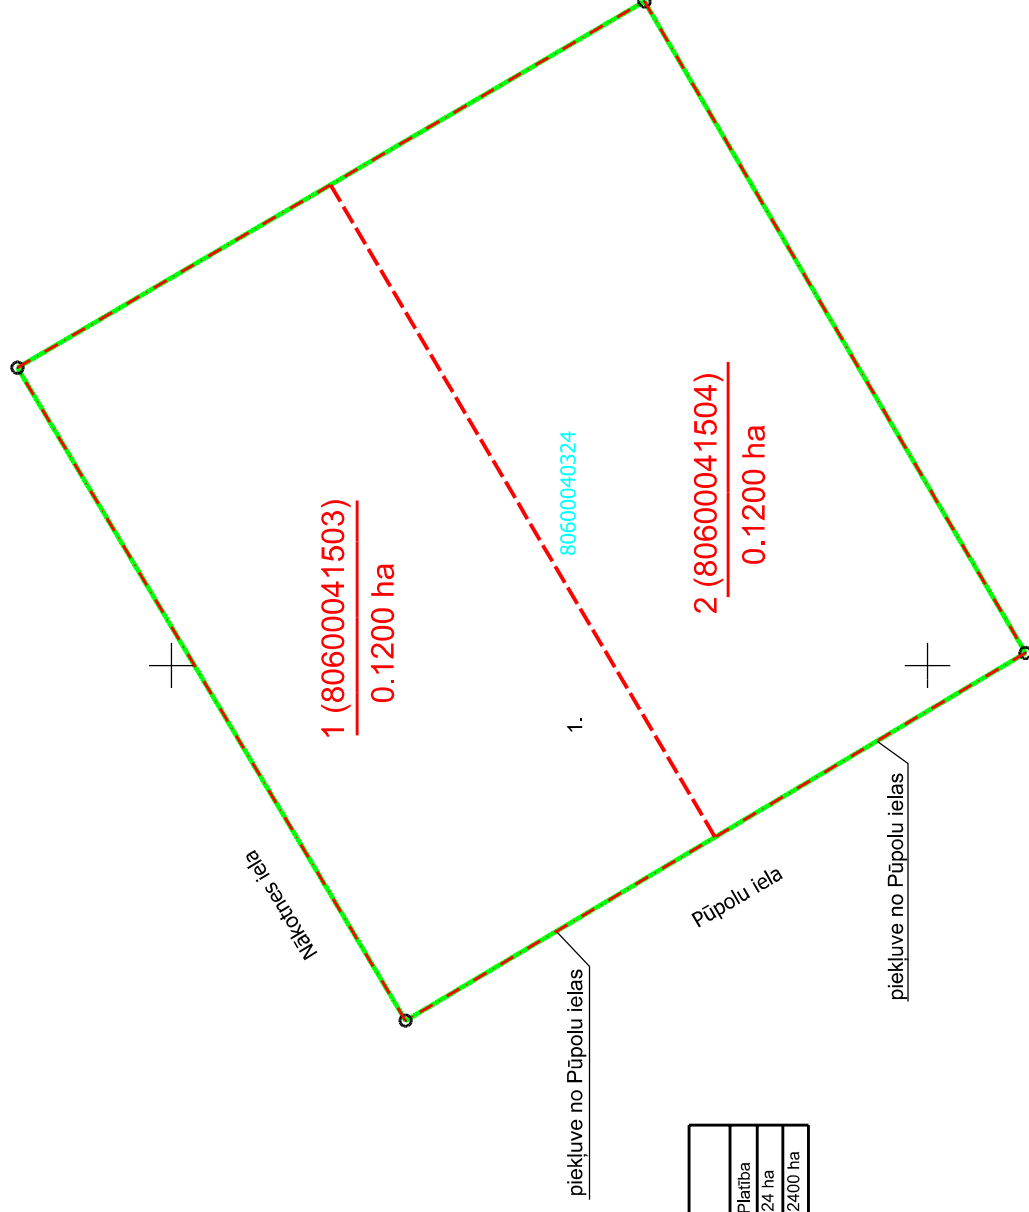 1 (80600041503)
0.1200 ha
80600040324
2 (80600041504)
0.1200 ha
1.
Nākotnes iela
Pūpolu iela
piekļuve no Pūpolu ielas
piekļuve no Pūpolu ielas
Platība
24 ha
2400 ha